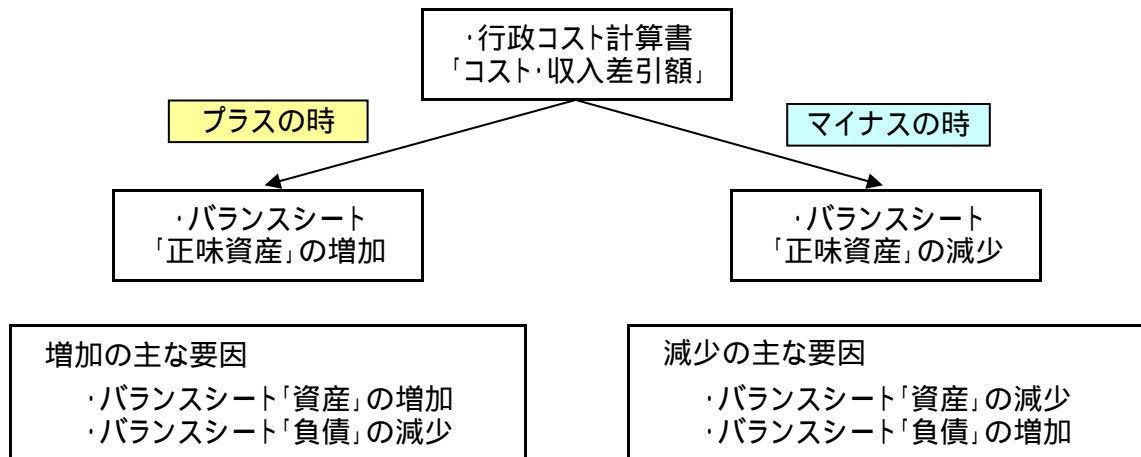 ・行政コスト計算書
「コスト・収入差引額」
プラスの時
マイナスの時
・バランスシート
「正味資産」の増加
・バランスシート
「正味資産」の減少
増加の主な要因
・バランスシート「資産」の増加
・バランスシート「負債」の減少
減少の主な要因
・バランスシート「資産」の減少
・バランスシート「負債」の増加